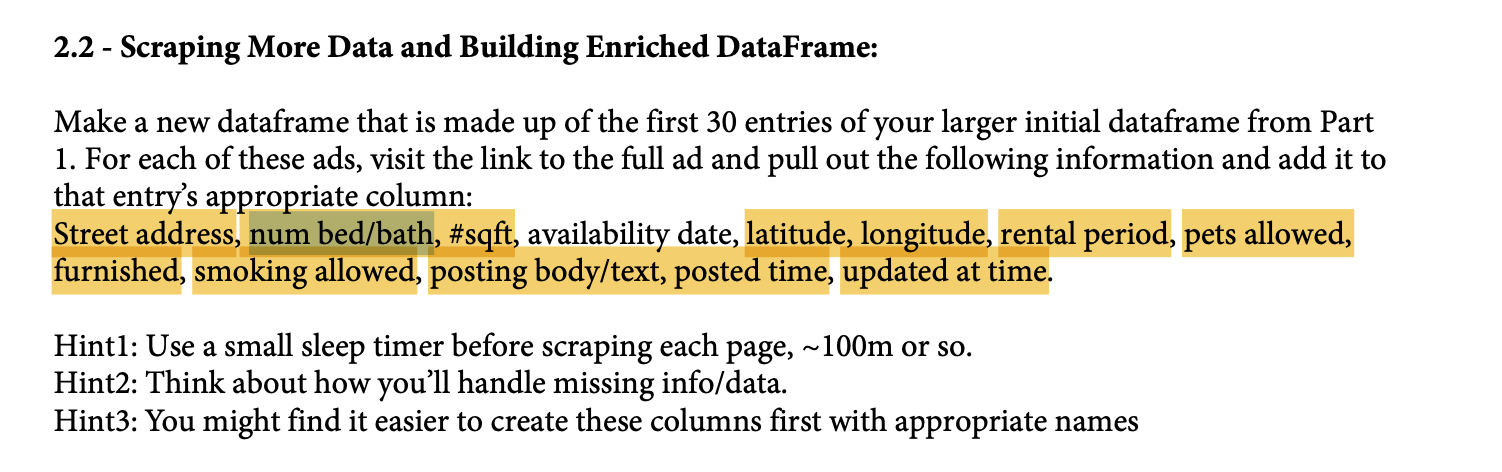 2.2 - Scraping More Data and Building Enriched DataFrame:
Make a new dataframe that is made up of the first 30 entries of your larger initial dataframe from Part
1. For each of these ads, visit the link to the full ad and pull out the following information and add it to
that entry’s appropriate column:
Street address, num bed/bath, #sqft, availability date, latitude, longitude, rental period, pets allowed,
furnished, smoking allowed, posting body/text, posted time, updated at time.
Hint1: Use a small sleep timer before scraping each page, ~100m or so.
Hint2: Think about how you’ll handle missing info/data.
Hint3: You might find it easier to create these columns first with appropriate names